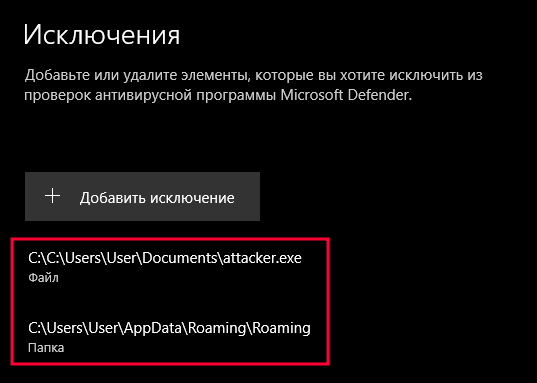 Исключения
Добавьте или удалите элементы, которые вы хотите исключить из
проверок антивирусной программы Microsoft Defender.
Добавить исключение
C:\C:\Users\User\Documents\attacker.exe
Файл
C:\Users\User\AppData\Roaming\Roaming
Папка